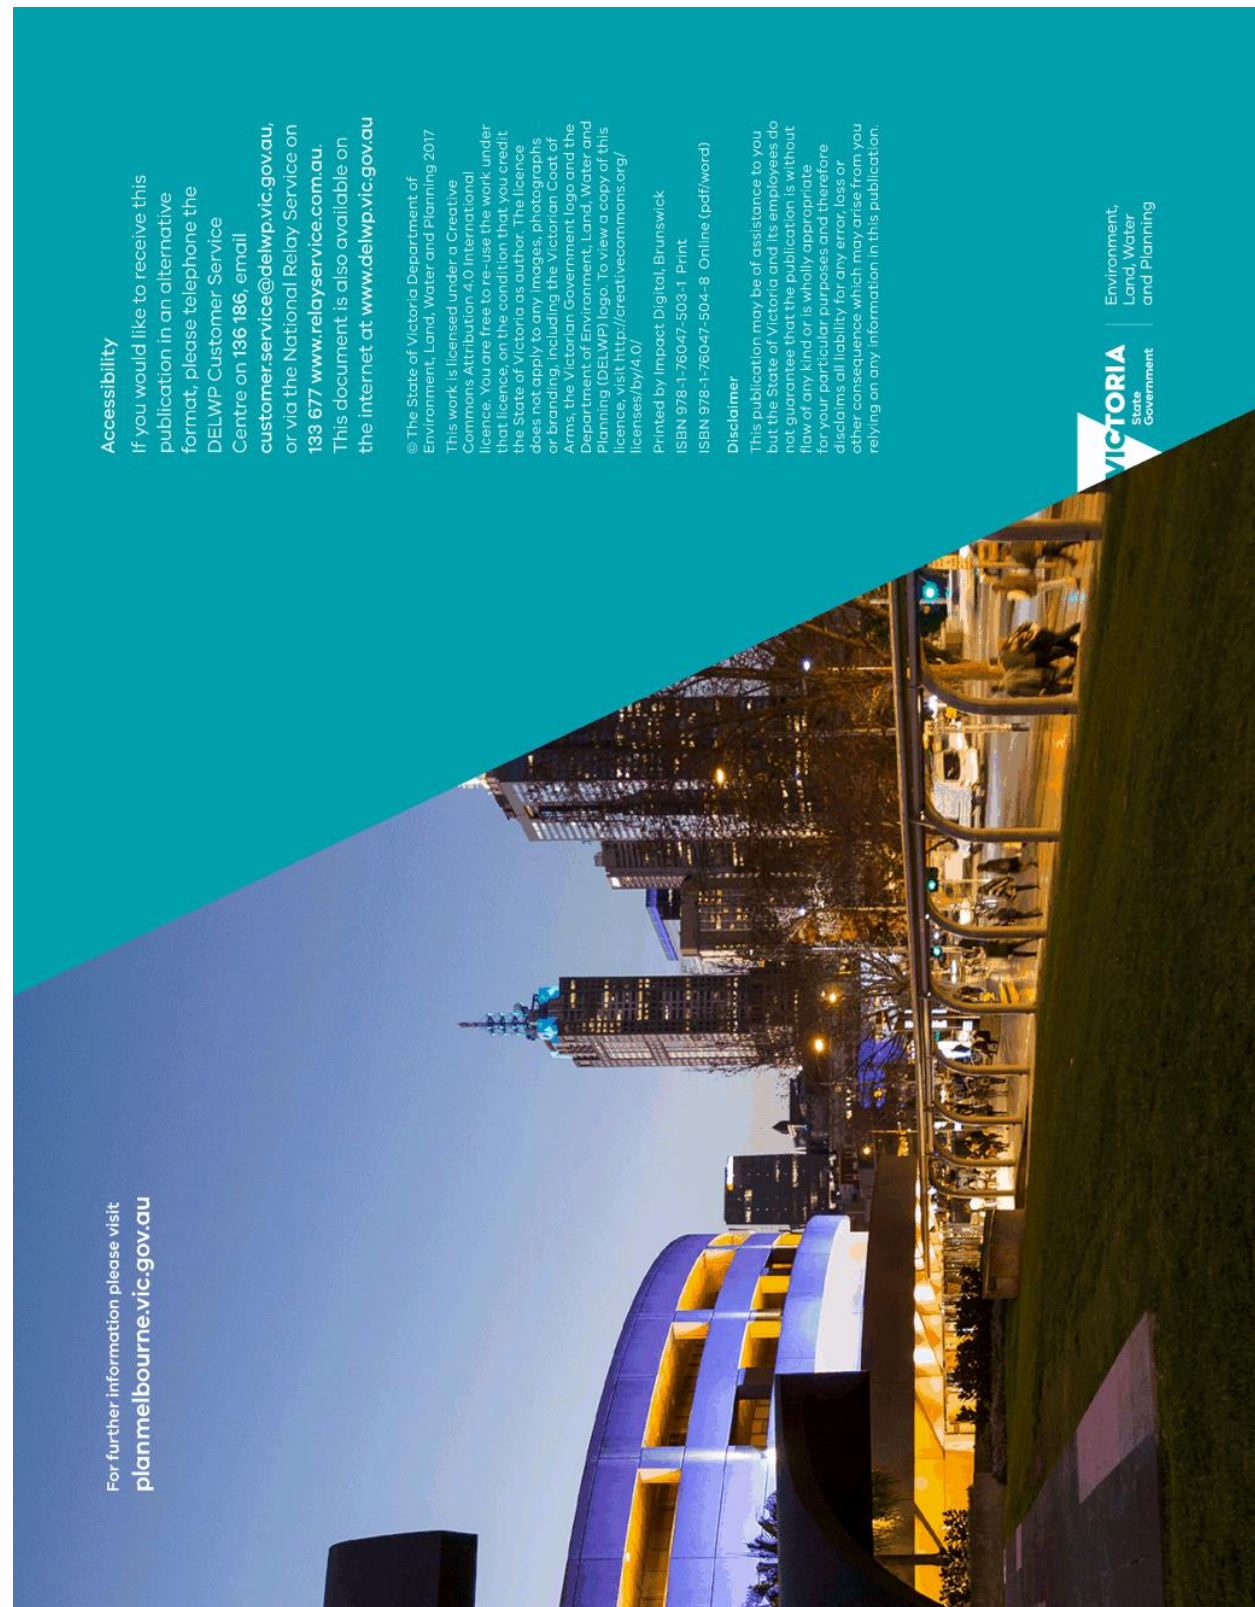 For further information please visit
planmelbourne.vic.gov.au
Accessibility
If you would like to receive this
publication in an alternative
format, please telephone the
DELWP Customer Service
Centre on 136 186, email
customer.service@delwp.vic.gov.au,
or via the National Relay Service on
133 677 www.relayservice.com.au.
This document is also available on
the internet at www.delwp.vic.gov.au
© The State of Victoria Department of
Environment, Land, Water and Planning 2017
This work is licensed under a Creative
Commons Attribution 4.0 International
licence. You are free to re-use the work under
that licence, on the condition that you credit
the State of Victoria as author. The licence
does not apply to any images, photographs
or branding, including the Victorian Coat of
Arms, the Victorian Government logo and the
Department of Environment, Land, Water and
Planning (DELWP) logo. To view a copy of this
licence, visit http://creativecommons.org/
licenses/by/4.0/
Printed by Impact Digital, Brunswick
ISBN 978-1-76047-503-1 Print
ISBN 978-1-76047-504-8 Online (pdf/word)
Disclaimer
This publication may be of assistance to you
but the State of Victoria and its employees do
not guarantee that the publication is without
flaw of any kind or is wholly appropriate
for your particular purposes and therefore
disclaims all liability for any error, loss or
other consequence which may arise from you
relying on any information in this publication.
VICTORIA
State
Government
Environment,
Land, Water
and Planning